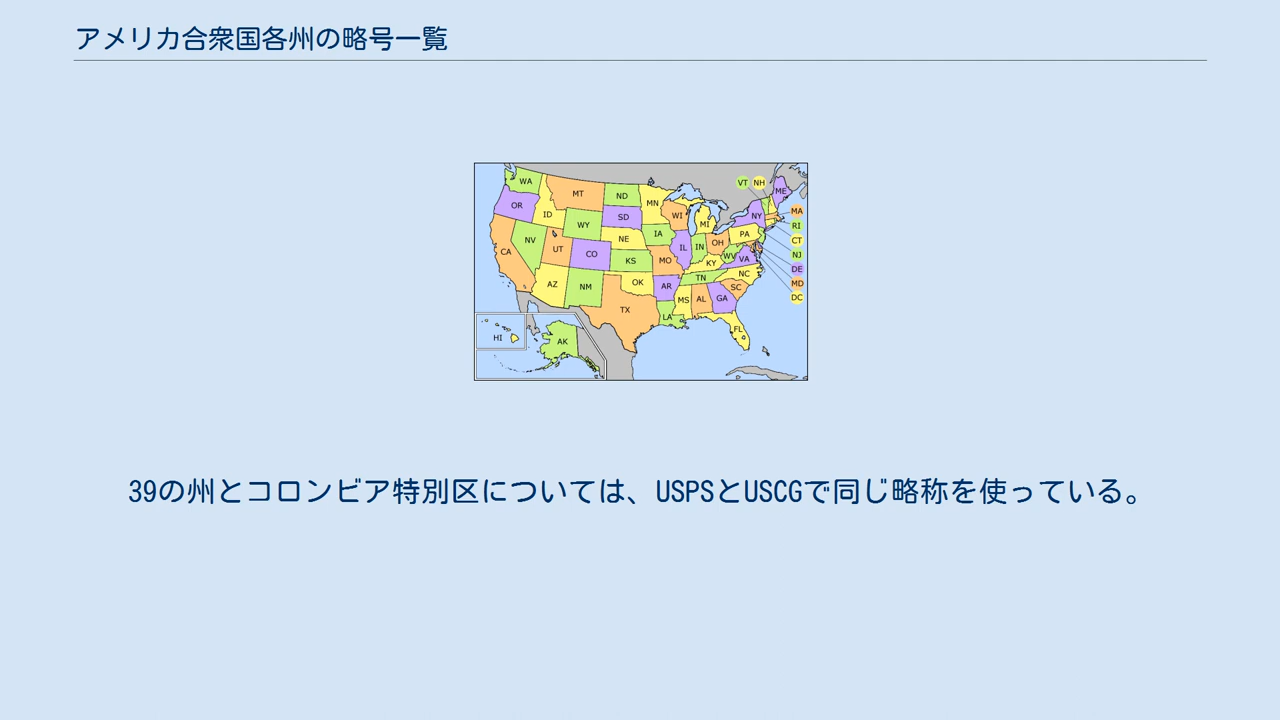 アメリカ合衆国各州の略号一覧
WA
MT
ND
MN
VT
NH
ME
OR
ID
SD
WI
MI
NY
MA
WY
RI
NV
UT
NE
IA
PA
CT
CA
CO
KS
IL
IN
OH
WV
VA
NJ
MO
KY
DE
AZ
NM
OK
AR
TN
NC
MD
TX
LA
MS
AL
GA
SC
DC
FL
HI
AK
39の州とコロンビア特別区については、USPSとUSCGで同じ略称を使っている。